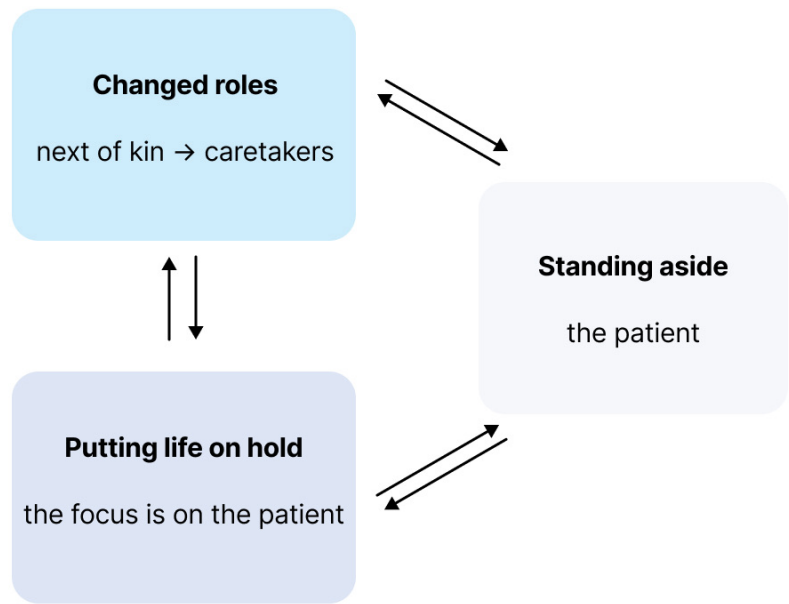 Changed roles
next of kin → caretakers
Standing aside
the patient
Putting life on hold
the focus is on the patient